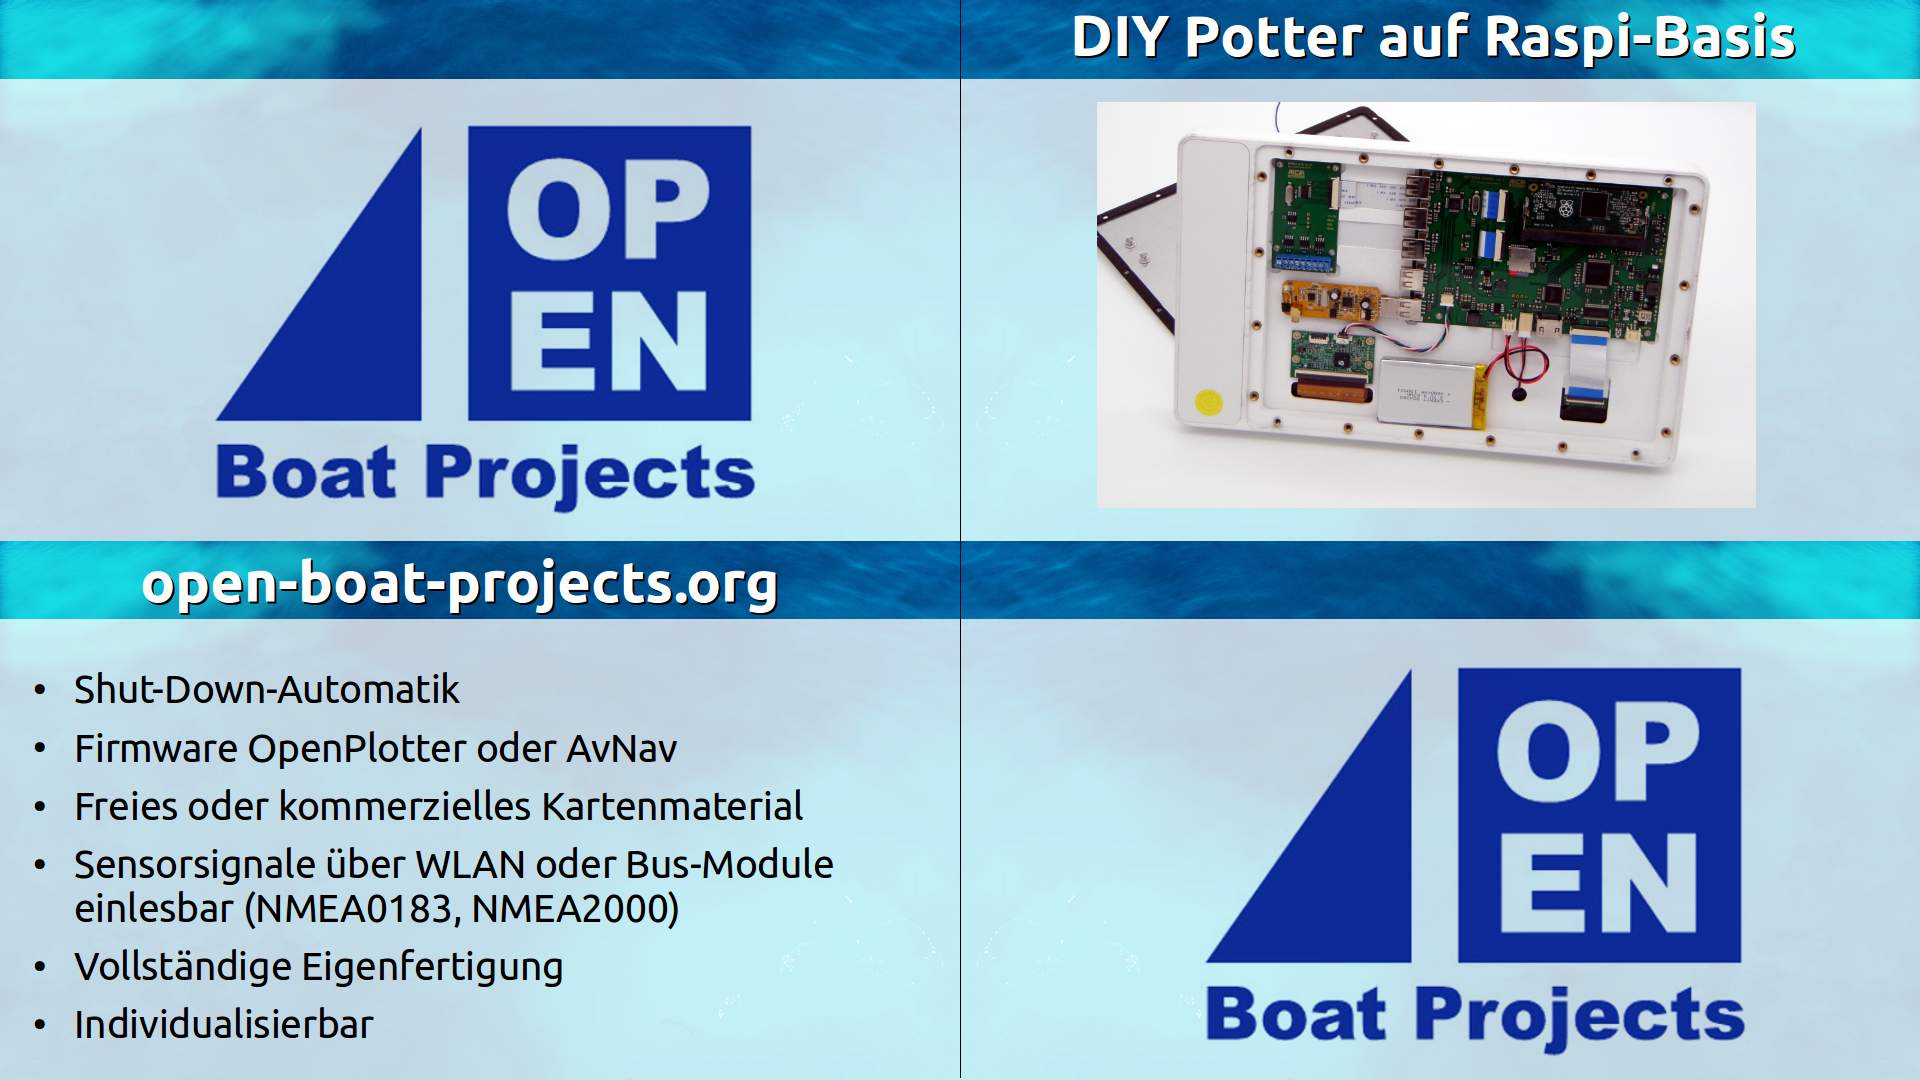 OP
EN
Boat Projects
DIY Potter auf Raspi-Basis
open-boat-projects.org
• Shut-Down-Automatik
• Firmware OpenPlotter oder AvNav
• Freies oder kommerzielles Kartenmaterial
• Sensorsignale über WLAN oder Bus-Module
einlesbar (NMEA0183, NMEA2000)
• Vollständige Eigenfertigung
• Individualisierbar
OP
EN
Boat Projects